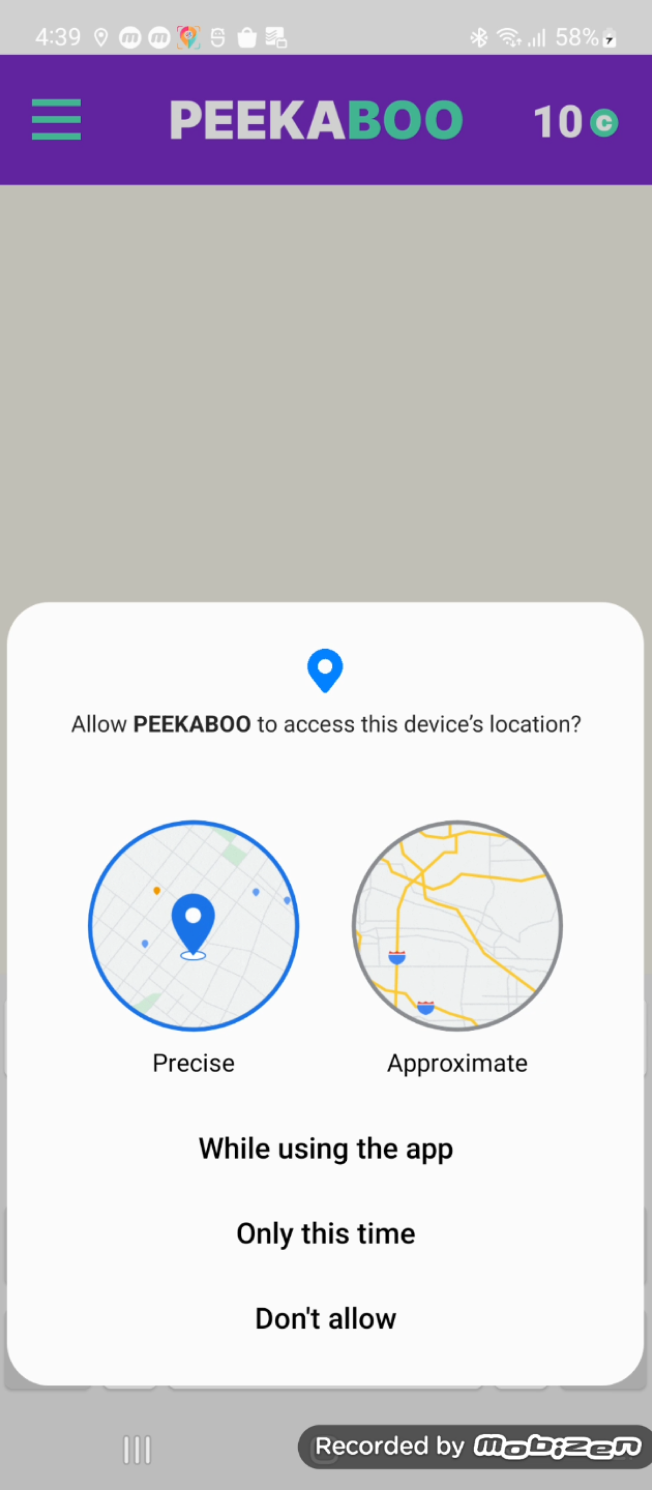 4:39
58%
PEEKABOO
10 C
Allow PEEKABOO to access this device's location?
Precise
Approximate
While using the app
Only this time
Don't allow
Recorded by Mobizen